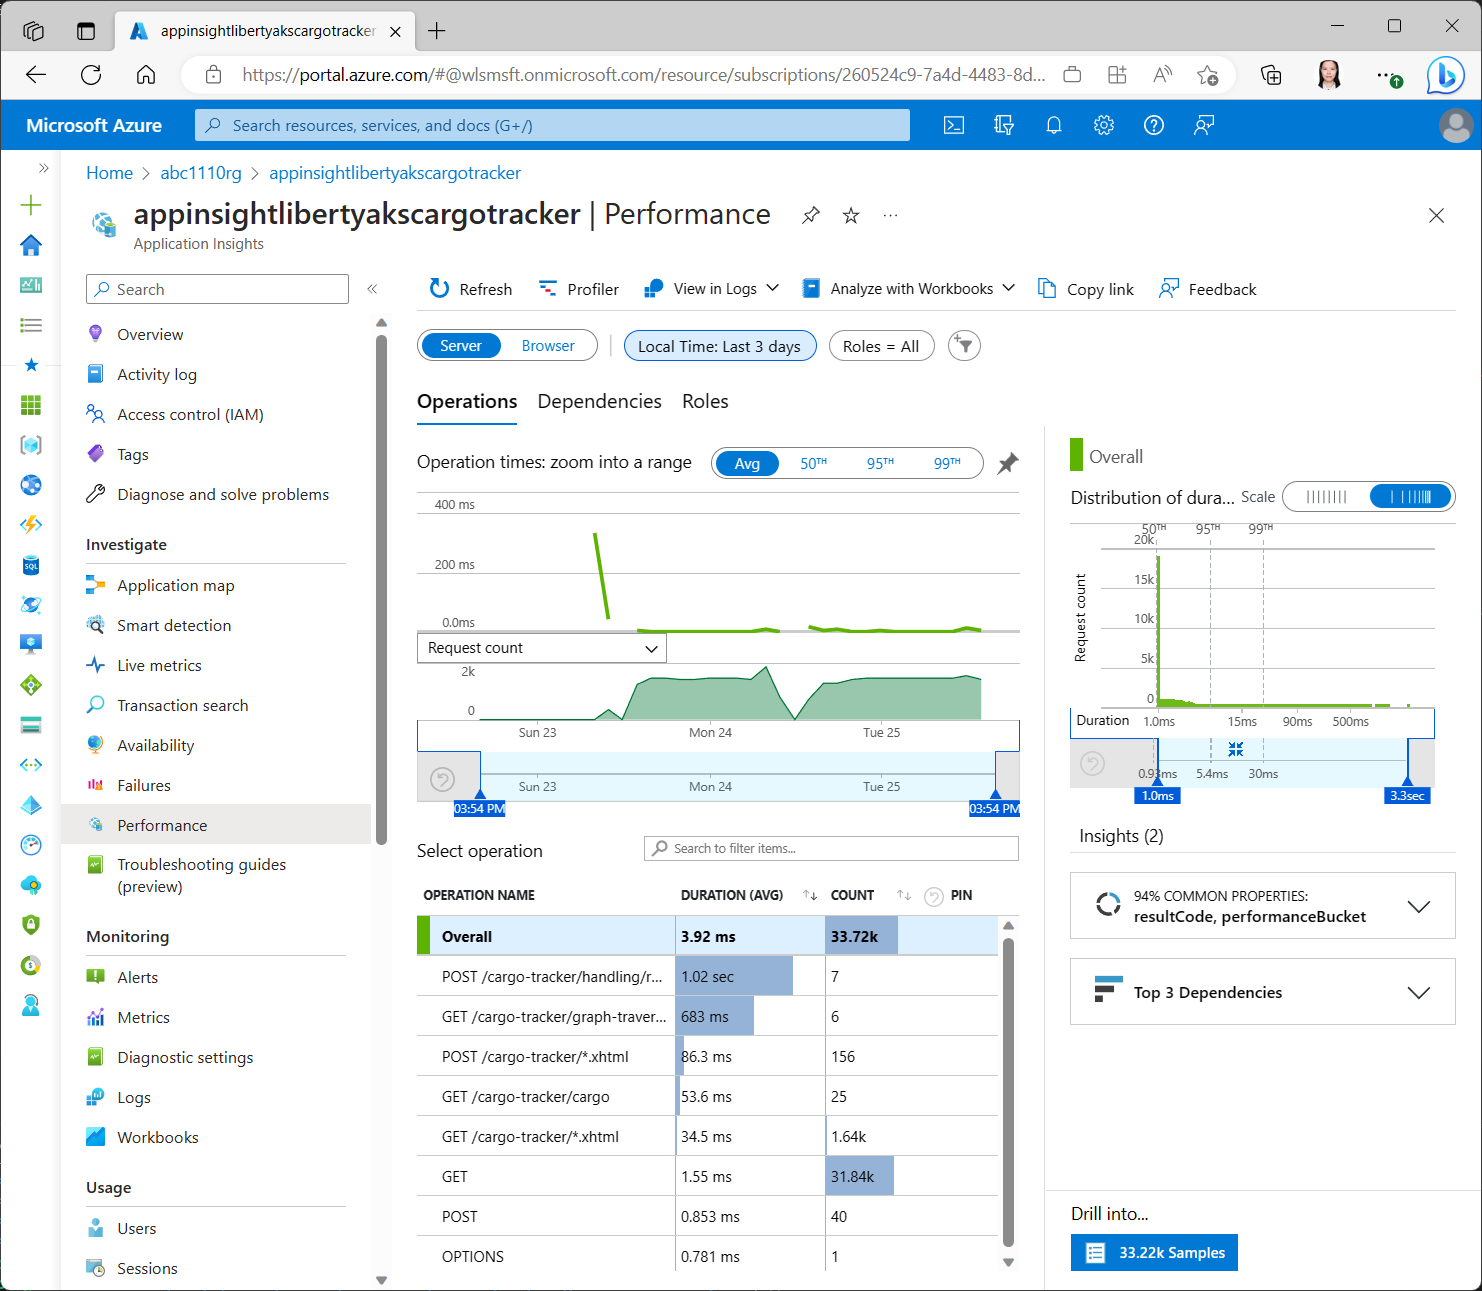 appinsightlibertyakscargotracker
https://portal.azure.com/#@wlsmsft.onmicrosoft.com/resource/subscriptions/260524c9-7a4d-4483-8d...
Microsoft Azure
Search resources, services, and docs (G+/)
Home > abc1110rg > appinsightlibertyakscargotracker
appinsightlibertyakscargotracker | Performance
Application Insights
Search
Overview
Activity log
Access control (IAM)
Tags
Diagnose and solve problems
Investigate
Application map
Smart detection
Live metrics
Transaction search
Availability
Failures
Performance
Troubleshooting guides
(preview)
Monitoring
Alerts
Metrics
Diagnostic settings
Logs
Workbooks
Usage
Users
Sessions
Refresh
Profiler
View in Logs
Analyze with Workbooks
Copy link
Feedback
Server
Browser
Local Time: Last 3 days
Roles = All
Operations
Dependencies
Roles
Operation times: zoom into a range
Avg
50TH
95TH
99TH
400 ms
200 ms
0.0ms
Request count
2k
0
Sun 23
Mon 24
Tue 25
Sun 23
Mon 24
Tue 25
03:54 PM
03:54 PM
Select operation
Search to filter items...
OPERATION NAME DURATION (AVG) COUNT PIN
Overall 3.92 ms 33.72k
POST /cargo-tracker/handling/r... 1.02 sec 7
GET /cargo-tracker/graph-traver... 683 ms 6
POST /cargo-tracker/*.xhtml 86.3 ms 156
GET /cargo-tracker/cargo 53.6 ms 25
GET /cargo-tracker/*.xhtml 34.5 ms 1.64k
GET 1.55 ms 31.84k
POST 0.853 ms 40
OPTIONS 0.781 ms 1
Overall
Distribution of dura... Scale
50TH
95TH
99TH
20k
15k
10k
5k
0
Request count
Duration
1.0ms
15ms
90ms
500ms
0.93ms
5.4ms
30ms
1.0ms
3.3sec
Insights (2)
94% COMMON PROPERTIES:
resultCode, performanceBucket
Top 3 Dependencies
Drill into...
33.22k Samples